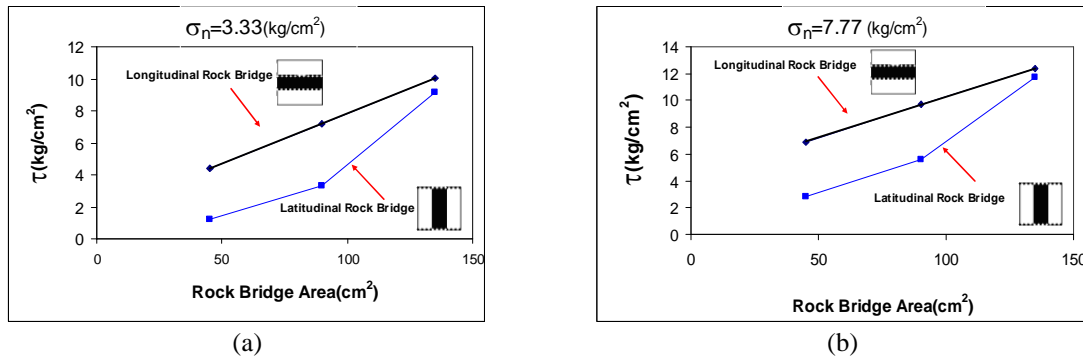 σn=3.33(kg/cm2)
12
10
8
6
4
2
0
τ(kg/cm2)
Longitudinal Rock Bridge
Latitudinal Rock Bridge
0 50 100 150
Rock Bridge Area(cm2)
(a)
σn=7.77 (kg/cm2)
14
12
10
8
6
4
2
0
τ(kg/cm2)
Longitudinal Rock Bridge
Latitudinal Rock Bridge
0 50 100 150
Rock Bridge Area(cm2)
(b)